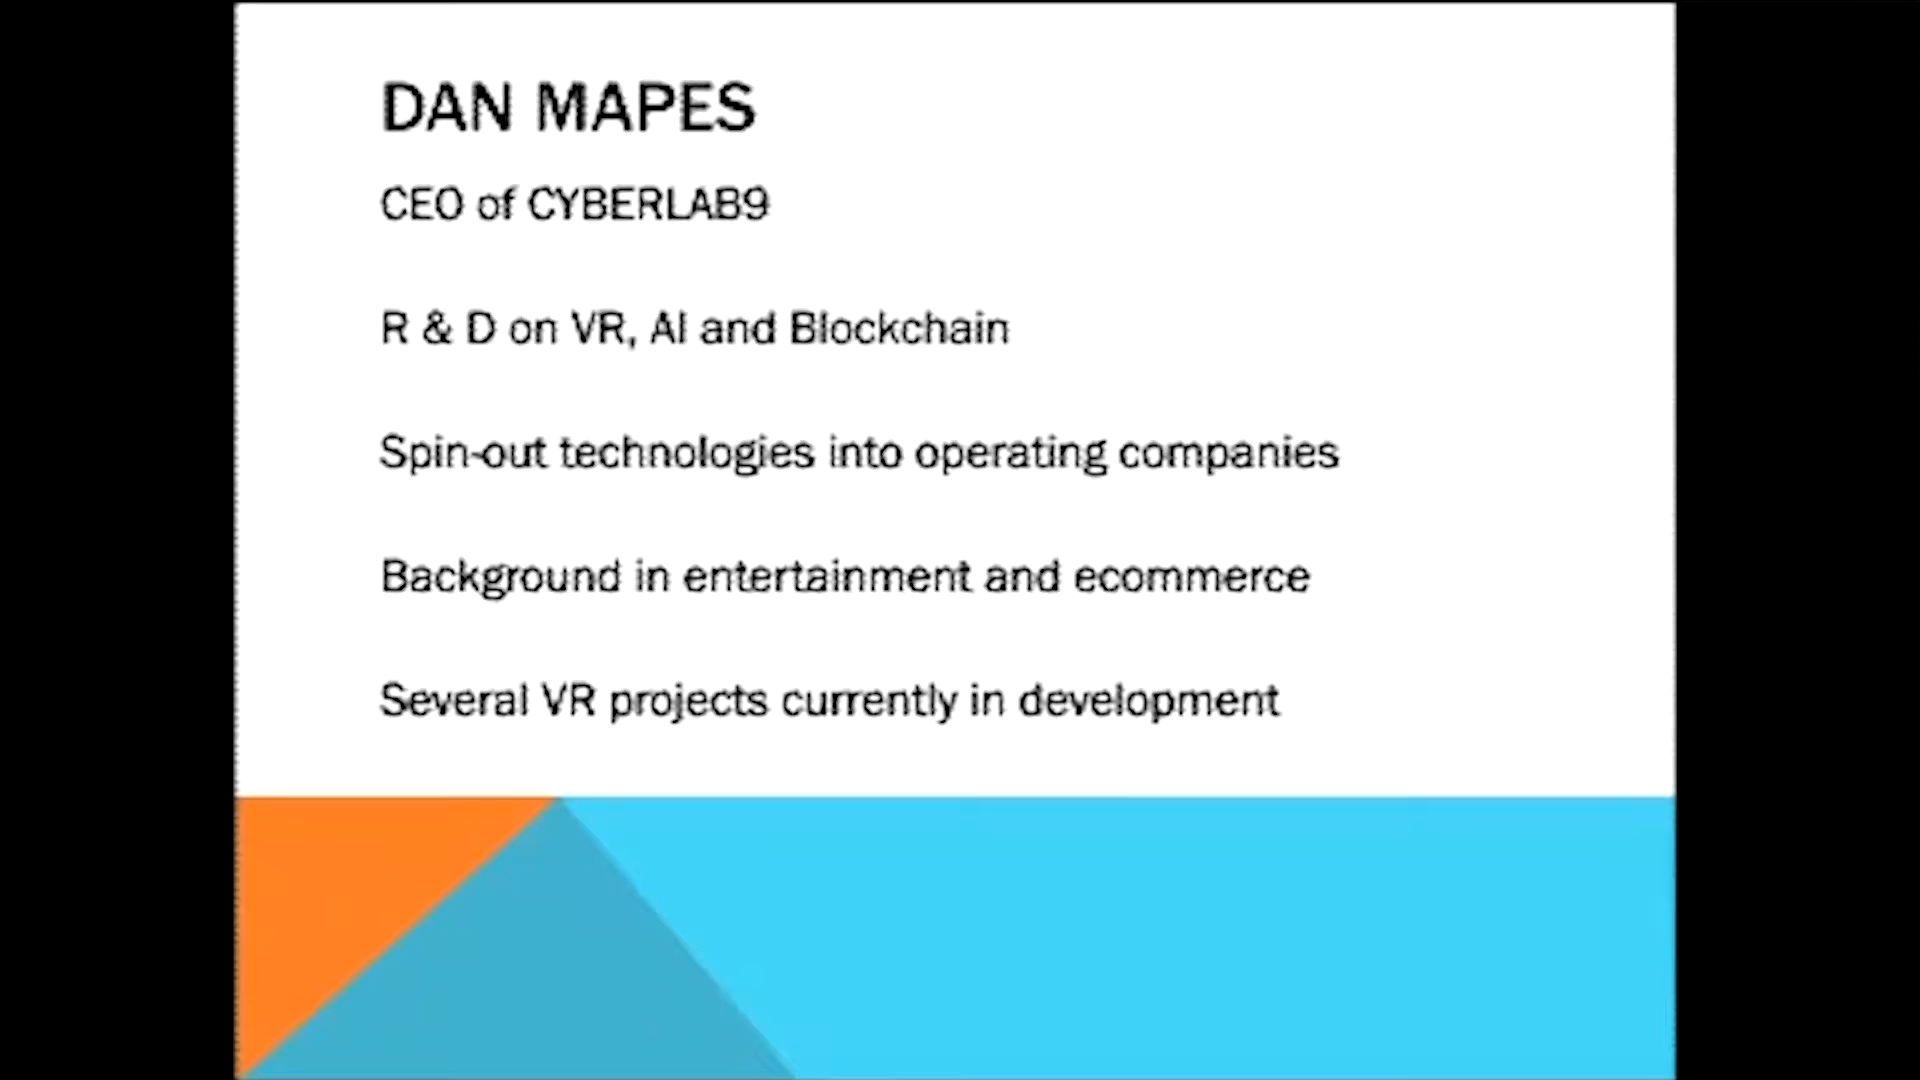 DAN MAPES
CEO of CYBERLAB9
R & D on VR, AI and Blockchain
Spin-out technologies into operating companies
Background in entertainment and ecommerce
Several VR projects currently in development